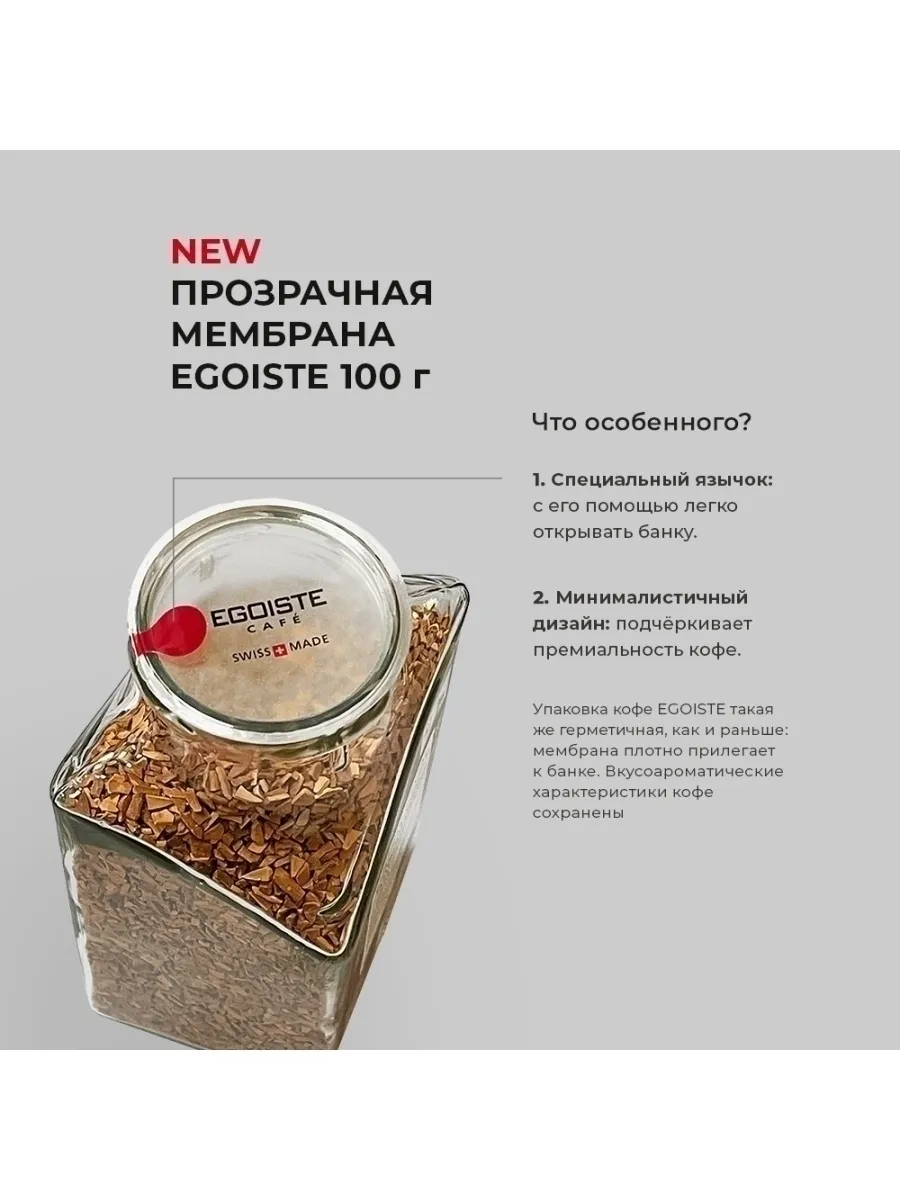 NEW
ПРОЗРАЧНАЯ
МЕМБРАНА
EGOISTE 100 г
Что особенного?
1. Специальный язычок:
с его помощью легко
открывать банку.
2. Минималистичный
дизайн: подчёркивает
премиальность кофе.
Упаковка кофе EGOISTE такая
же герметичная, как и раньше:
мембрана плотно прилегает
к банке. Вкусоароматические
характеристики кофе
сохранены
EGOISTE
CAFÉ
SWISS MADE